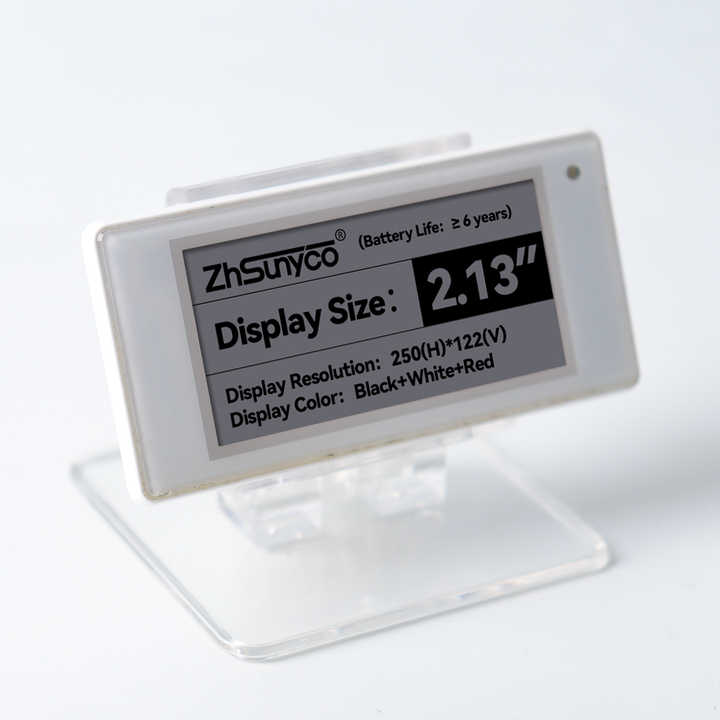 ZhSunyco® (Battery Life: ≥ 6 years)
Display Size: 2.13"
Display Resolution: 250(H)*122(V)
Display Color: Black+White+Red